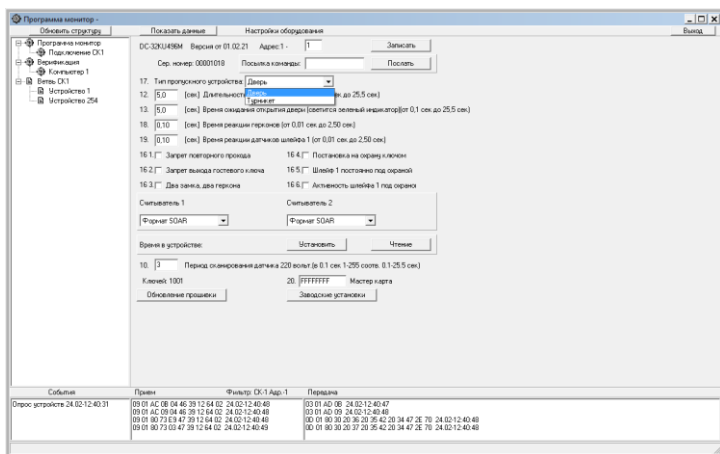 Программа монитор -
Обновить структуру Показать данные Настройки оборудования Выход
Программа монитор
Подключение СК1
Верификация
Компьютер 1
Ветвь СК1
Устройство 1
Устройство 254
DC-32KU496M Версия от 01.02.21 Адрес:1 - 1 Записать
Сер. номер: 00001018 Посылка команды: Послать
17. Тип пропускного устройства: Дверь
Дверь
Турникет
12. 5,0 (сек) Длительность сек до 25,5 сек)
13. 5,0 (сек) Время ожидания открытия двери (светится зеленый индикатор)(от 0,1 сек до 25,5 сек)
18. 0,10 (сек) Время реакции герконов (от 0,01 сек до 2,50 сек)
19. 0,10 (сек) Время реакции датчиков шлейфа 1 (от 0,01 сек до 2,50 сек)
16 1. Запрет повторного прохода 16 4. Постановка на охрану ключом
16 2. Запрет выхода гостевого ключа 16 5. Шлейф 1 постоянно под охраной
16 3. Два замка, два геркона 16 6. Активность шлейфа 1 под охраной
Считыватель 1 Считыватель 2
Формат SOAR Формат SOAR
Время в устройстве: Установить Чтение
10. 3 Период сканирования датчика 220 вольт.(в 0.1 сек 1-255 соотв. 0.1-25.5 сек)
Ключей: 1001 20. FFFFFFFF Мастер карта
Обновление прошивки Заводские установки
События Прием Фильтр: СК-1 Адр.-1 Передача
Опрос устройств 24.02-12:40:31
09 01 AC 0B 04 46 39 12 64 02 24.02-12:40:48
09 01 AC 09 04 46 39 12 64 02 24.02-12:40:48
09 01 80 73 E9 47 39 12 64 02 24.02-12:40:48
09 01 80 73 03 47 39 12 64 02 24.02-12:40:49
03 01 AD 0B 24.02-12:40:47
03 01 AD 09 24.02-12:40:48
0D 01 80 30 20 36 20 35 42 20 34 47 2E 70 24.02-12:40:48
0D 01 80 30 20 37 20 35 42 20 34 47 2E 70 24.02-12:40:48